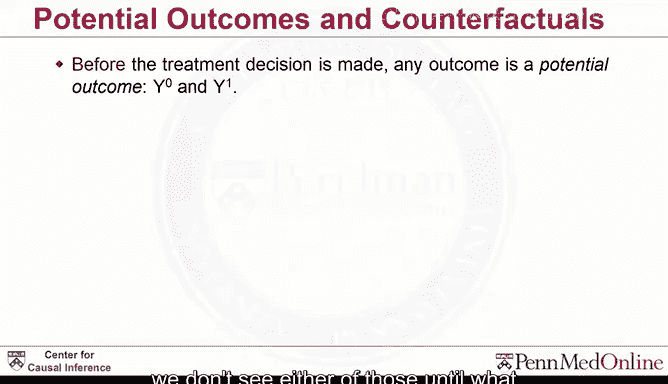 Potential Outcomes and Counterfactuals
Before the treatment decision is made, any outcome is a potential
outcome: Y⁰ and Y¹.
Center for
Causal Inference
PennMedOnline
we don't see either of those until what